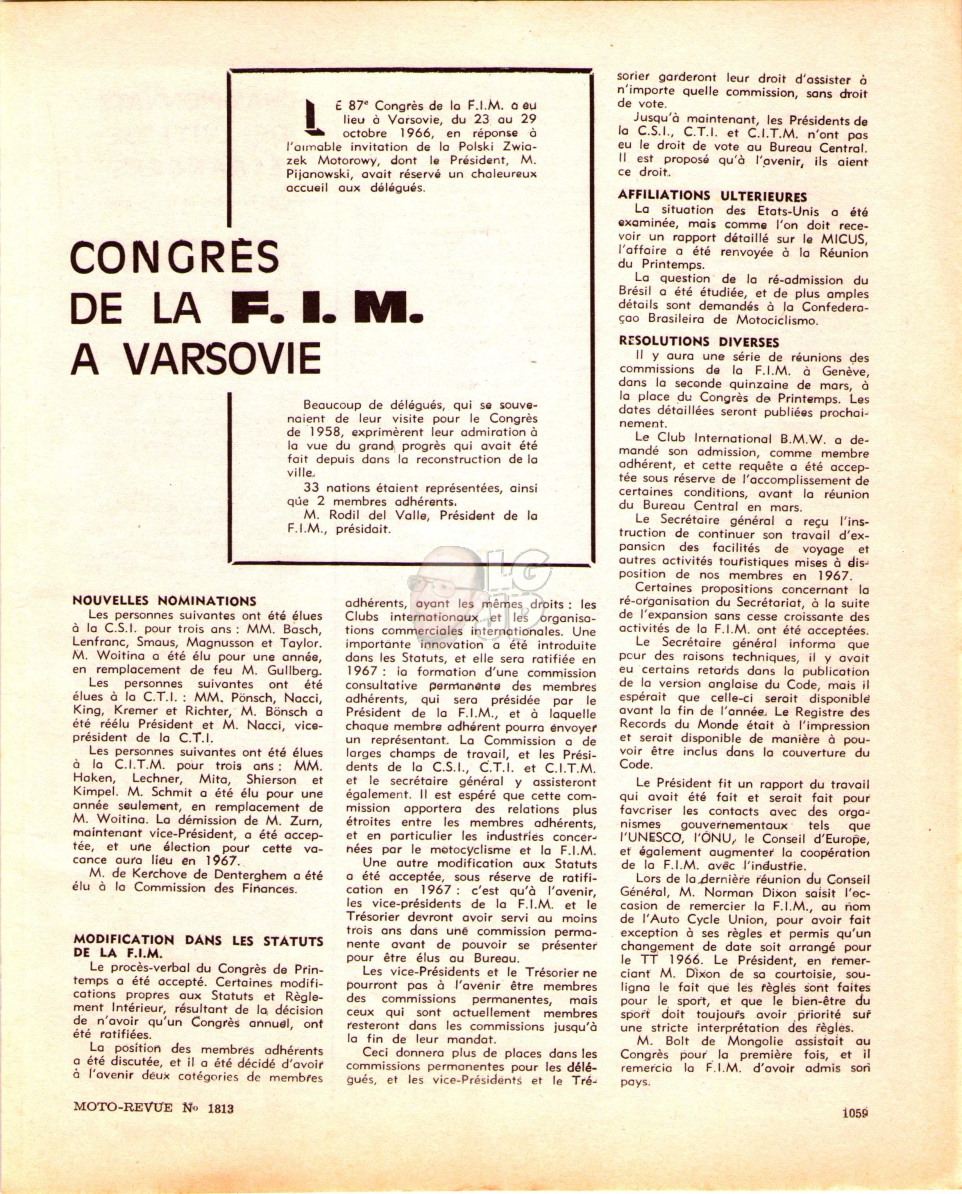 CONGRÈS
DE LA F. I. M.
A VARSOVIE
LE 87e Congrès de la F.I.M. a eu
lieu à Varsovie, du 23 au 29
octobre 1966, en réponse à
l'aimable invitation de la Polski Zwia-
zek Motorowy, dont le Président, M.
Pijanowski, avait réservé un chaleureux
accueil aux délégués.
Beaucoup de délégués, qui se souve-
naient de leur visite pour le Congrès
de 1958, exprimèrent leur admiration à
la vue du grand progrès qui avait été
fait depuis dans la reconstruction de la
ville.
33 nations étaient représentées, ainsi
que 2 membres adhérents.
M. Rodil del Valle, Président de la
F.I.M., présidait.
NOUVELLES NOMINATIONS
Les personnes suivantes ont été élues
à la C.S.I. pour trois ans : MM. Basch,
Lenfranc, Smaus, Magnusson et Taylor.
M. Woitina a été élu pour une année,
en remplacement de feu M. Gullberg.
Les personnes suivantes ont été
élues à la C.T.I. : MM. Pönsch, Nacci,
King, Kremer et Richter, M. Bönsch a
été réélu Président et M. Nacci, vice-
président de la C.T.I.
Les personnes suivantes ont été élues
à la C.I.T.M. pour trois ans : MM.
Haken, Lechner, Mita, Shierson et
Kimpel. M. Schmit a été élu pour une
année seulement, en remplacement de
M. Woitina. La démission de M. Zurn,
maintenant vice-Président, a été accep-
tée, et une élection pour cette va-
cance aura lieu en 1967.
M. de Kerchove de Denterghem a été
élu à la Commission des Finances.
MODIFICATION DANS LES STATUTS
DE LA F.I.M.
Le procès-verbal du Congrès de Prin-
temps a été accepté. Certaines modifi-
cations propres aux Statuts et Règle-
ment Intérieur, résultant de la décision
de n'avoir qu'un Congrès annuel, ont
été ratifiées.
La position des membres adhérents
a été discutée, et il a été décidé d'avoir
à l'avenir deux catégories de membres
adhérents, ayant les mêmes droits : les
Clubs internationaux et les organisa-
tions commerciales internationales. Une
importante innovation a été introduite
dans les Statuts, et elle sera ratifiée en
1967 : la formation d'une commission
consultative permanente des membres
adhérents, qui sera présidée par le
Président de la F.I.M., et à laquelle
chaque membre adhérent pourra envoyer
un représentant. La Commission a de
larges champs de travail, et les Prési-
dents de la C.S.I., C.T.I. et C.I.T.M.
et le secrétaire général y assisteront
également. Il est espéré que cette com-
mission apportera des relations plus
étroites entre les membres adhérents,
et en particulier les industries concer-
nées par le motocyclisme et la F.I.M.
Une autre modification aux Statuts
a été acceptée, sous réserve de ratifi-
cation en 1967 : c'est qu'à l'avenir,
les vice-présidents de la F.I.M. et le
Trésorier devront avoir servi au moins
trois ans dans une commission perma-
nente avant de pouvoir se présenter
pour être élus au Bureau.
Les vice-Présidents et le Trésorier ne
pourront pas à l'avenir être membres
des commissions permanentes, mais
ceux qui sont actuellement membres
resteront dans les commissions jusqu'à
la fin de leur mandat.
Ceci donnera plus de places dans les
commissions permanentes pour les délé-
gués, et les vice-Présidents et le Tré-
sorier garderont leur droit d'assister à
n'importe quelle commission, sans droit
de vote.
Jusqu'à maintenant, les Présidents de
la C.S.I., C.T.I. et C.I.T.M. n'ont pas
eu le droit de vote au Bureau Central.
Il est proposé qu'à l'avenir, ils aient
ce droit.
AFFILIATIONS ULTERIEURES
La situation des Etats-Unis a été
examinée, mais comme l'on doit rece-
voir un rapport détaillé sur le MICUS,
l'affaire a été renvoyée à la Réunion
du Printemps.
La question de la ré-admission du
Brésil a été étudiée, et de plus amples
détails sont demandés à la Confedera-
çao Brasileira de Motociclismo.
RESOLUTIONS DIVERSES
Il y aura une série de réunions des
commissions de la F.I.M. à Genève,
dans la seconde quinzaine de mars, à
la place du Congrès de Printemps. Les
dates détaillées seront publiées prochai-
nement.
Le Club International B.M.W. a de-
mandé son admission, comme membre
adhérent, et cette requête a été accep-
tée sous réserve de l'accomplissement de
certaines conditions, avant la réunion
du Bureau Central en mars.
Le Secrétaire général a reçu l'ins-
truction de continuer son travail d'ex-
pansion des facilités de voyage et
autres activités touristiques mises à dis-
position de nos membres en 1967.
Certaines propositions concernant la
ré-organisation du Secrétariat, à la suite
de l'expansion sans cesse croissante des
activités de la F.I.M. ont été acceptées.
Le Secrétaire général informa que
pour des raisons techniques, il y avait
eu certains retards dans la publication
de la version anglaise du Code, mais il
espérait que celle-ci serait disponible
avant la fin de l'année. Le Registre des
Records du Monde était à l'impression
et serait disponible de manière à pou-
voir être inclus dans la couverture du
Code.
Le Président fit un rapport du travail
qui avait été fait et serait fait pour
favoriser les contacts avec des orga-
nismes gouvernementaux tels que
l'UNESCO, l'ONU, le Conseil d'Europe,
et également augmenter la coopération
de la F.I.M. avec l'industrie.
Lors de la dernière réunion du Conseil
Général, M. Norman Dixon saisit l'oc-
casion de remercier la F.I.M., au nom
de l'Auto Cycle Union, pour avoir fait
exception à ses règles et permis qu'un
changement de date soit arrangé pour
le TT 1966. Le Président, en remer-
ciant M. Dixon de sa courtoisie, sou-
ligna le fait que les règles sont faites
pour le sport, et que le bien-être du
sport doit toujours avoir priorité sur
une stricte interprétation des règles.
M. Bolt de Mongolie assistait au
Congrès pour la première fois, et il
remercia la F.I.M. d'avoir admis son
pays.
MOTO-REVUE No 1813
1059